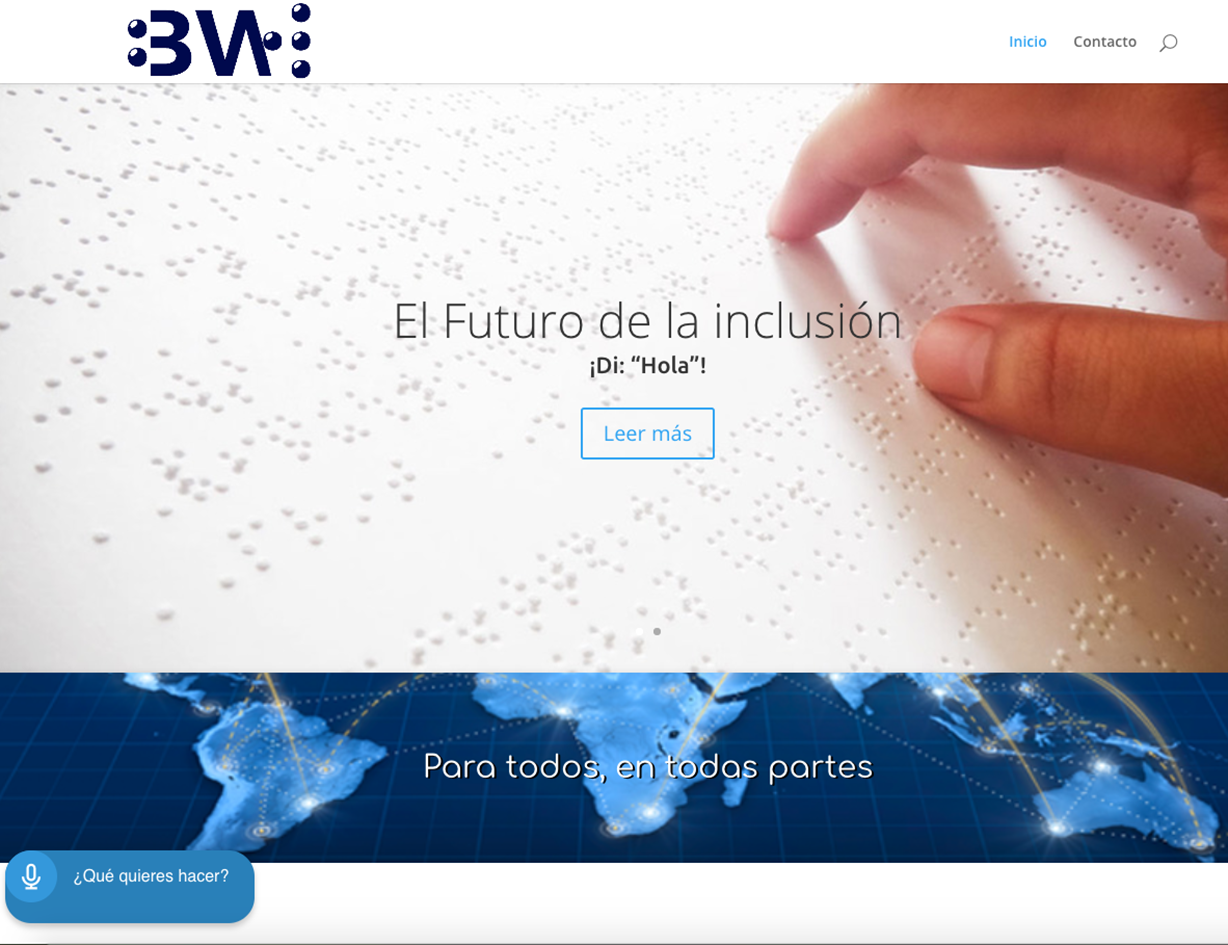 BW
Inicio Contacto
El Futuro de la inclusión
¡Di: “Hola”!
Leer más
Para todos, en todas partes
¿Qué quieres hacer?